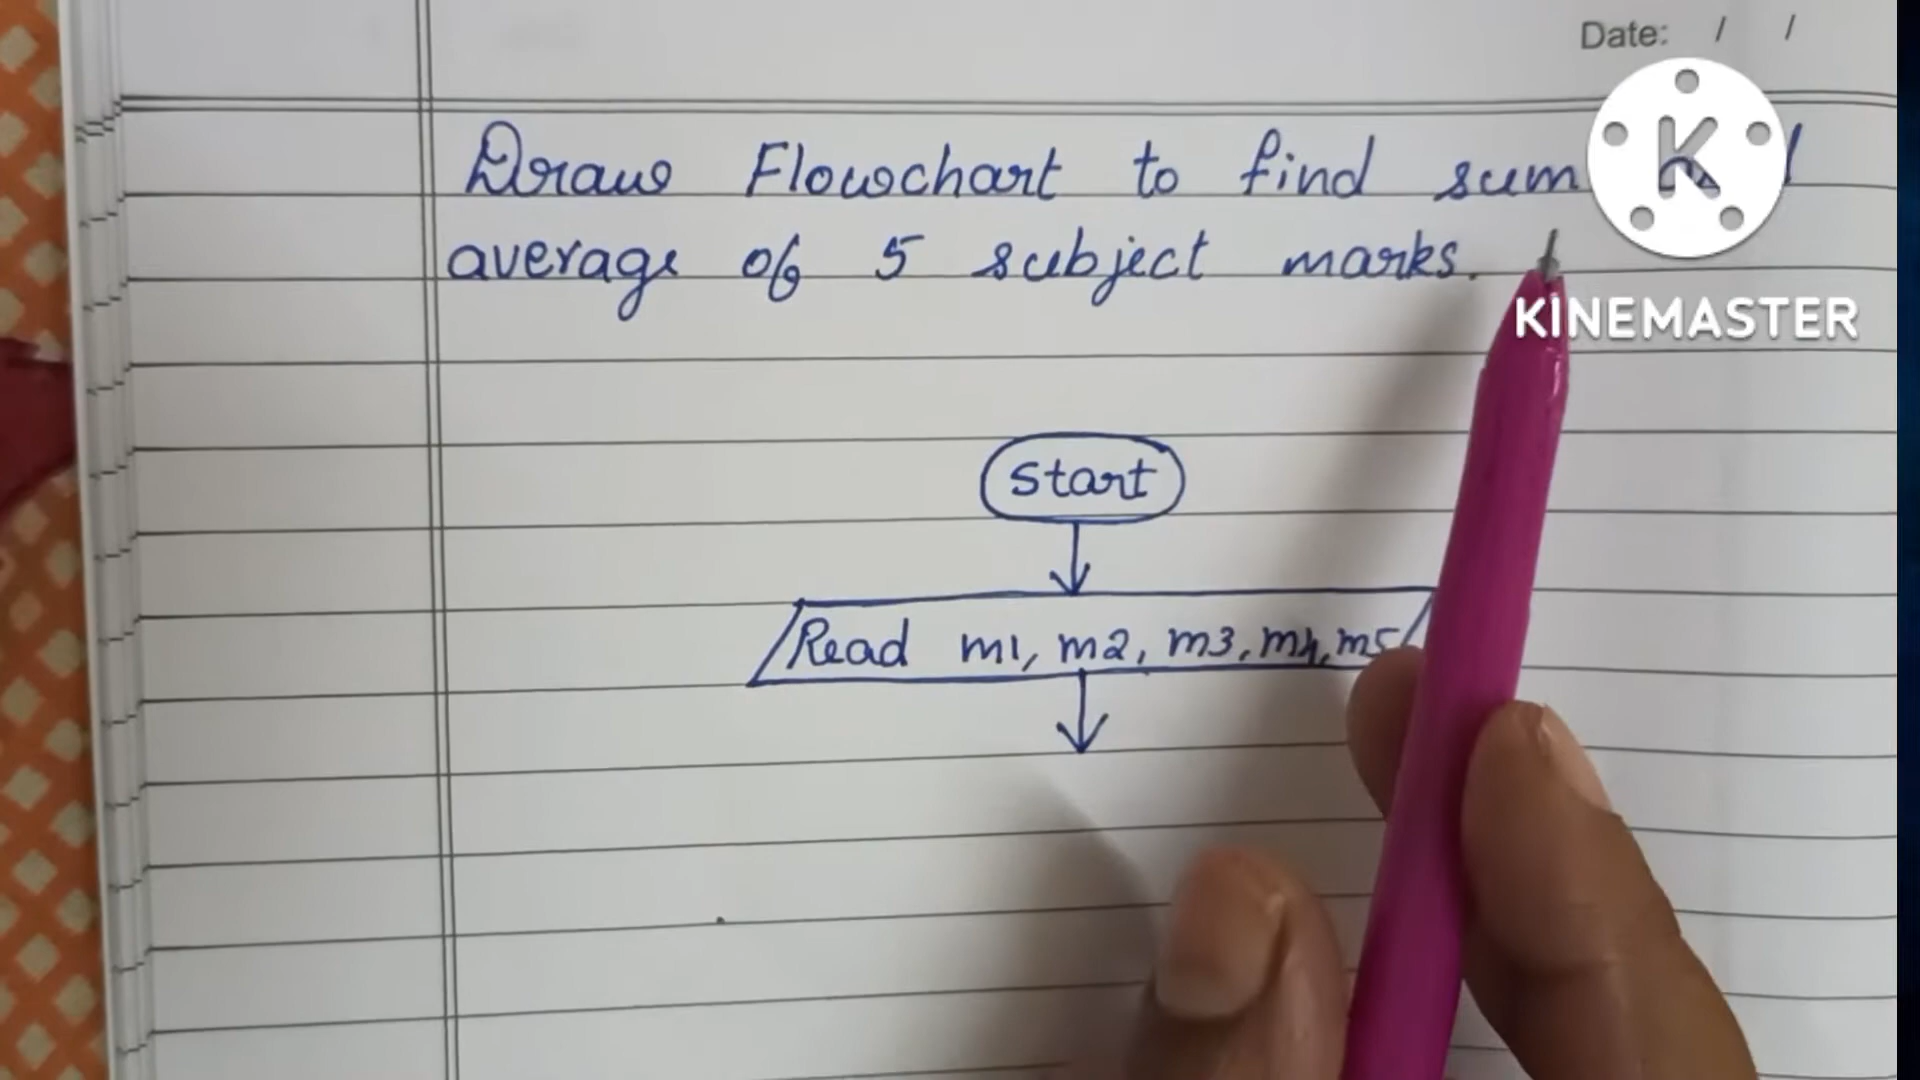 Date: / /
Draw Flowchart to find sum
average of 5 subject marks.
K
KINEMASTER
Start
Read m1, m2, m3, m4, m5